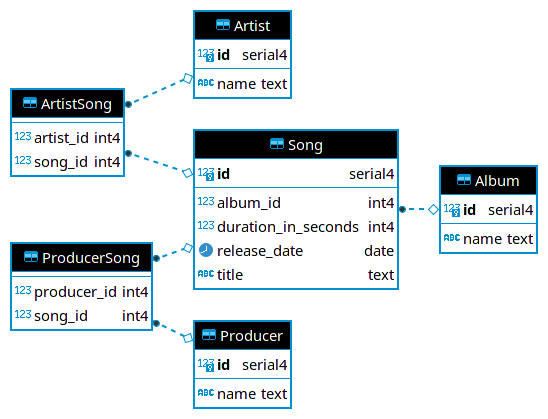 Artist
123 id serial4
ABC name text
ArtistSong
123 artist_id int4
123 song_id int4
Song
123 id serial4
123 album_id int4
123 duration_in_seconds int4
release_date date
ABC title text
Album
123 id serial4
ABC name text
ProducerSong
123 producer_id int4
123 song_id int4
Producer
123 id serial4
ABC name text